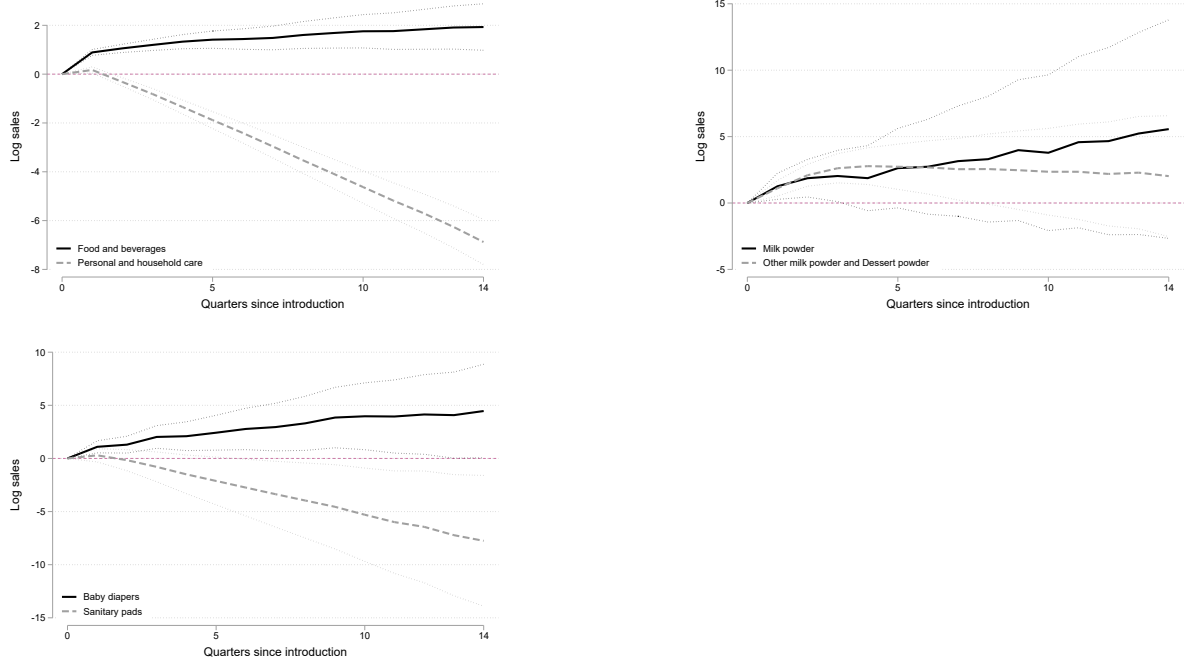 2
0
-2
-4
-6
-8
Log sales
Food and beverages
Personal and household care
0
5
10
14
Quarters since introduction
15
10
5
0
-5
Log sales
Milk powder
Other milk powder and Dessert powder
0
5
10
14
Quarters since introduction
10
5
0
-5
-10
-15
Log sales
Baby diapers
Sanitary pads
0
5
10
14
Quarters since introduction